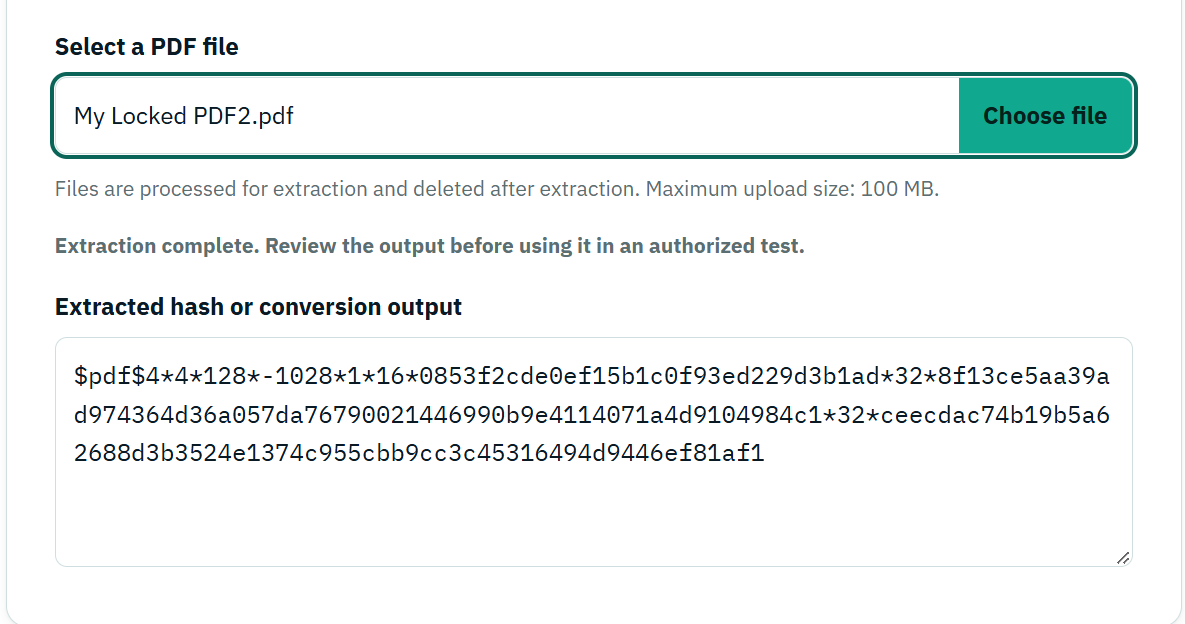 Select a PDF file
My Locked PDF2.pdf
Choose file
Files are processed for extraction and deleted after extraction. Maximum upload size: 100 MB.
Extraction complete. Review the output before using it in an authorized test.
Extracted hash or conversion output
$pdf$4*4*128*-1028*1*16*0853f2cde0ef15b1c0f93ed229d3b1ad*32*8f13ce5aa39a
d974364d36a057da76790021446990b9e4114071a4d9104984c1*32*ceecdac74b19b5a6
2688d3b3524e1374c955cbb9cc3c45316494d9446ef81af1